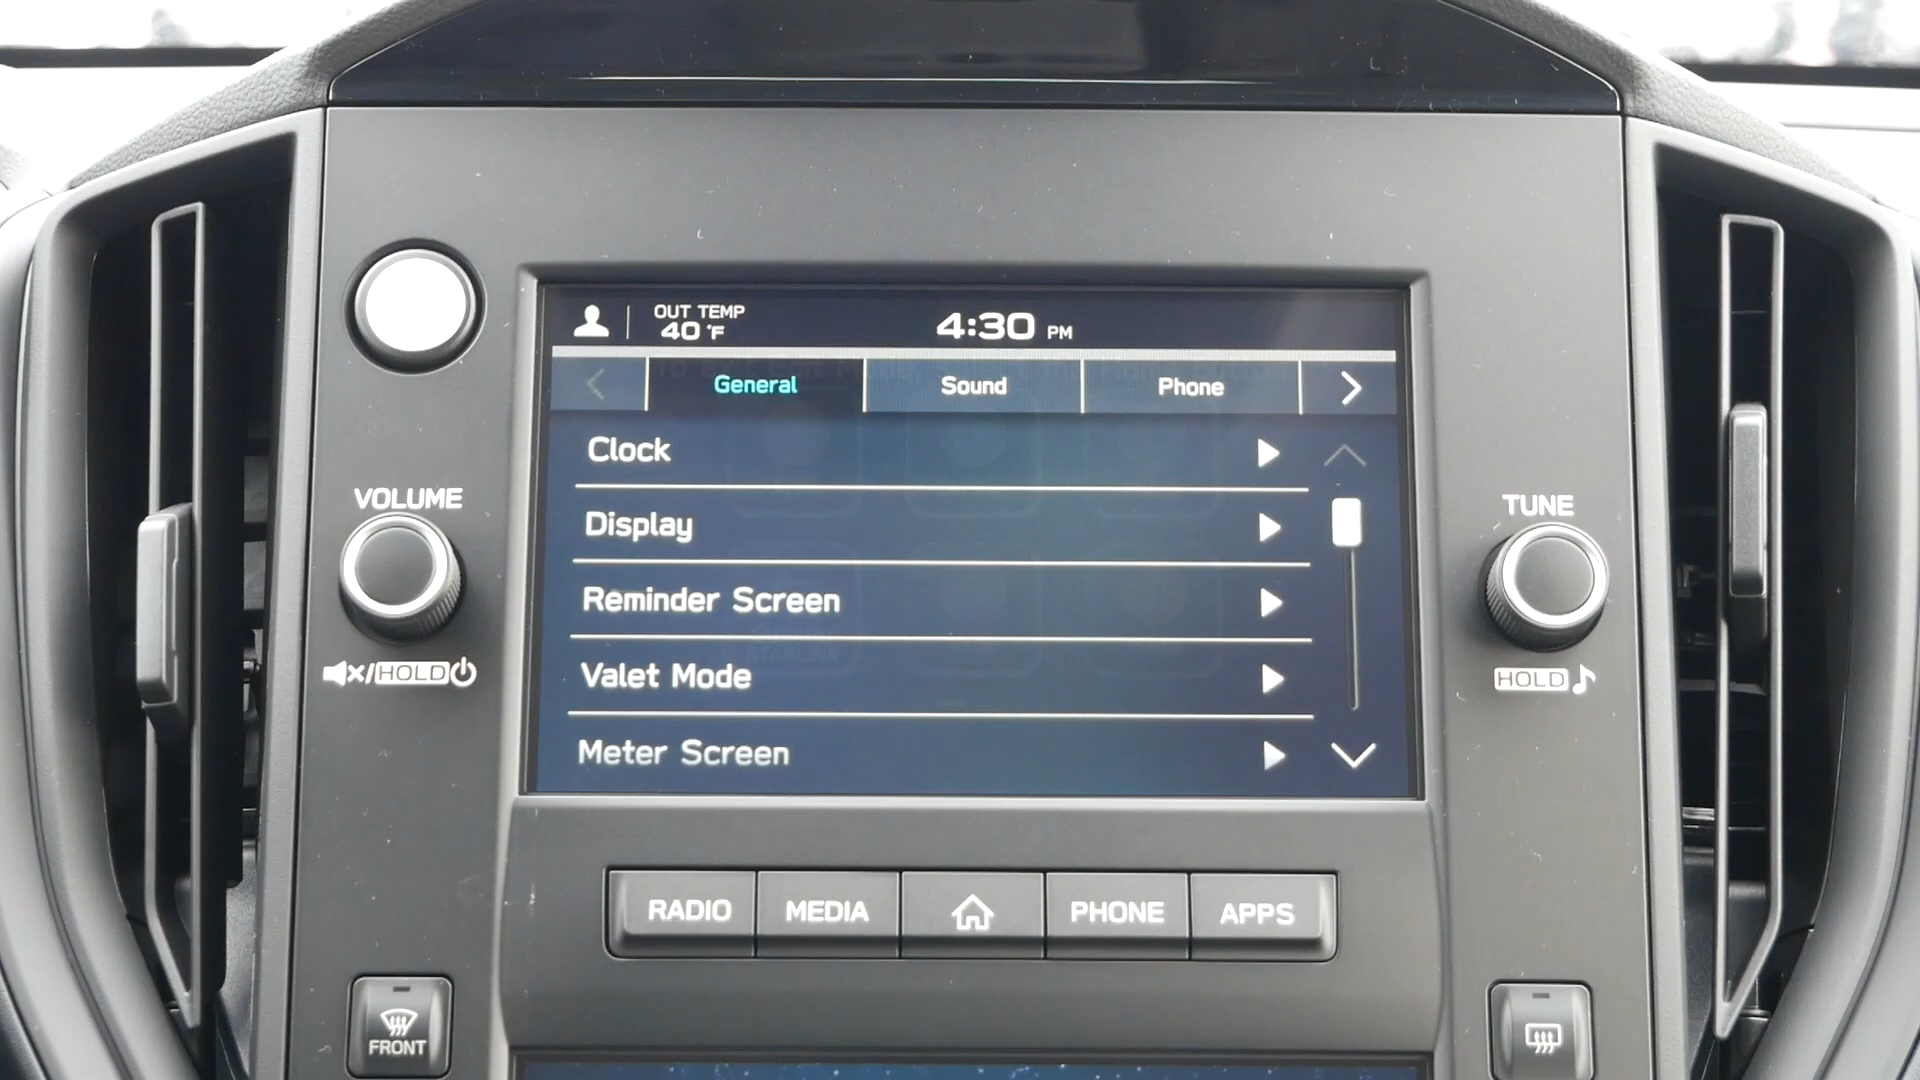 OUT TEMP
40 °F
4:30 PM
General Sound Phone
Clock
Display
Reminder Screen
Valet Mode
Meter Screen
VOLUME
/HOLD
TUNE
HOLD
RADIO MEDIA PHONE APPS
FRONT